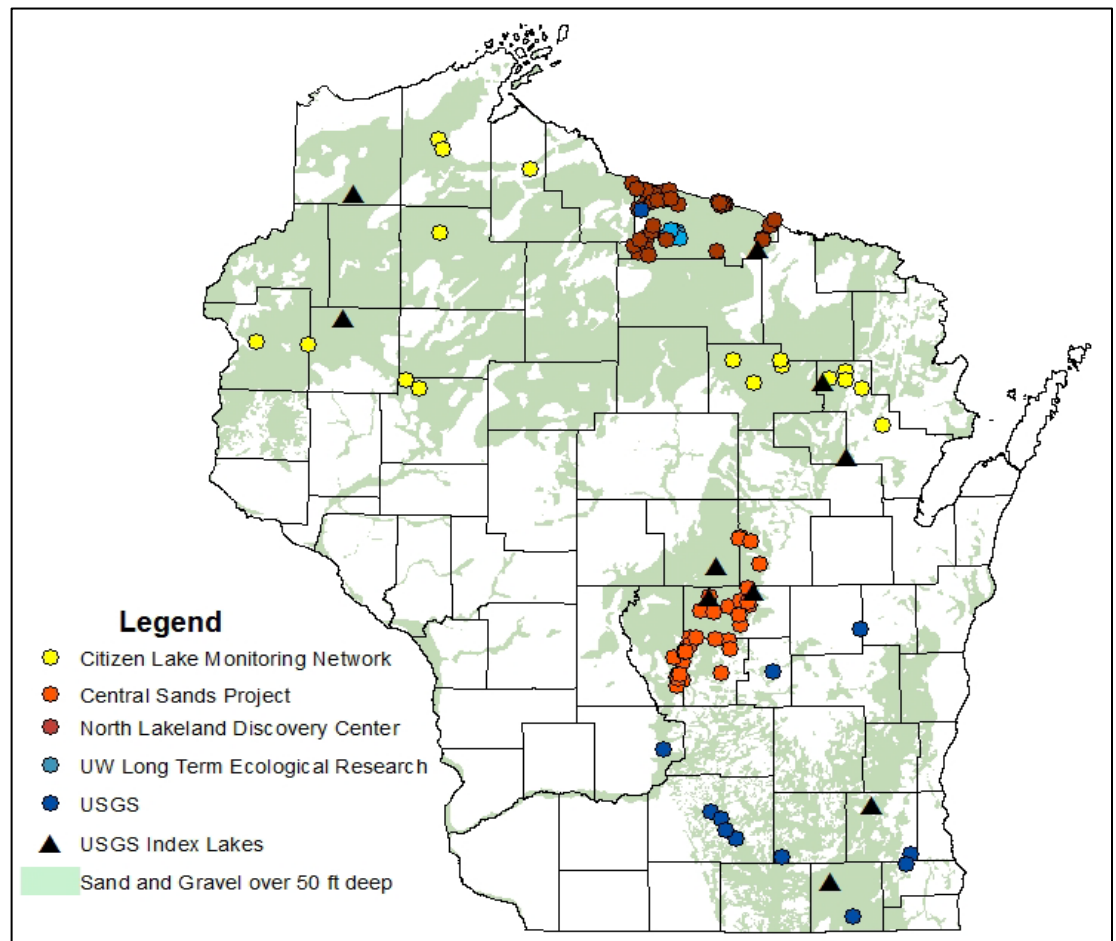 Legend
Citizen Lake Monitoring Network
Central Sands Project
North Lakeland Discovery Center
UW Long Term Ecological Research
USGS
USGS Index Lakes
Sand and Gravel over 50 ft deep